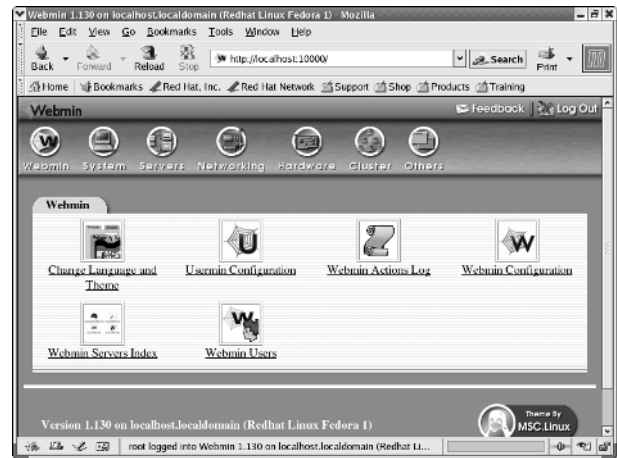 Webmin 1.130 on localhost.localdomain (Redhat Linux Fedora 1) - Mozilla
File Edit View Go Bookmarks Tools Window Help
Back Forward Reload Stop http://localhost:10000/ Search Print
Home Bookmarks Red Hat, Inc. Red Hat Network Support Shop Products Training
Webmin Feedback | Log Out
Webmin System Servers Networking Hardware Cluster Others
Webmin
Change Language and Theme
Usermin Configuration
Webmin Actions Log
Webmin Configuration
Webmin Servers Index
Webmin Users
Version 1.130 on localhost.localdomain (Redhat Linux Fedora 1)
Theme By
MSC.Linux
root logged into Webmin 1.130 on localhost.localdomain (Redhat Li...